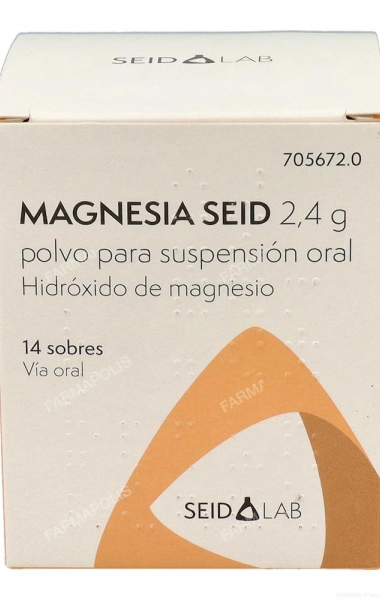 SEID LAB
705672.0
MAGNESIA SEID 2,4 g
polvo para suspensión oral
Hidróxido de magnesio
14 sobres
Vía oral
FARMAPOLIS
SEID LAB